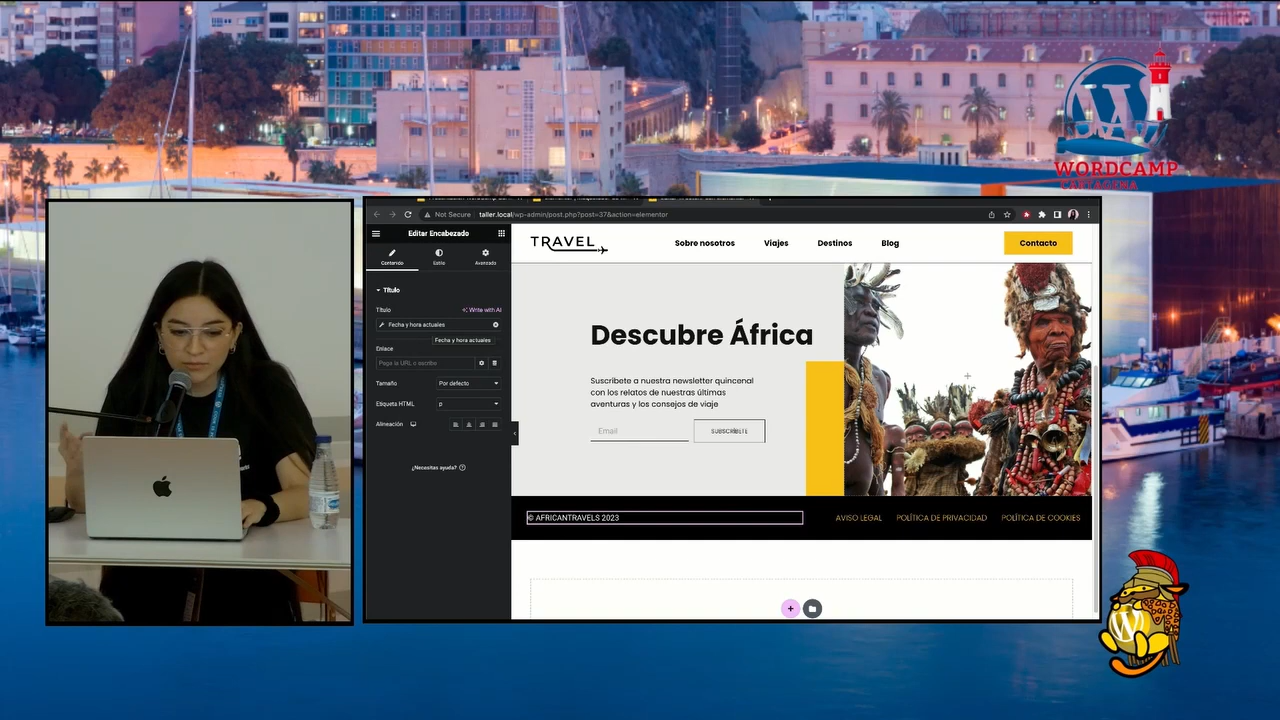 WORDCAMP
CARTAGENA
Not Secure
taller.local/wp-admin/post.php?post=37&action=elementor
Editar Encabezado
Contenido
Estilo
Avanzado
Título
Título
Write with AI
Fecha y hora actuales
Fecha y hora actuales
Enlace
Pega la URL o escribe
Tamaño
Por defecto
Etiqueta HTML
p
Alineación
¿Necesitas ayuda?
TRAVEL
Sobre nosotros
Viajes
Destinos
Blog
Contacto
Descubre África
Suscríbete a nuestra newsletter quincenal
con los relatos de nuestras últimas
aventuras y los consejos de viaje
Email
SUBSCRÍBETE
© AFRICANTRAVELS 2023
AVISO LEGAL
POLÍTICA DE PRIVACIDAD
POLÍTICA DE COOKIES